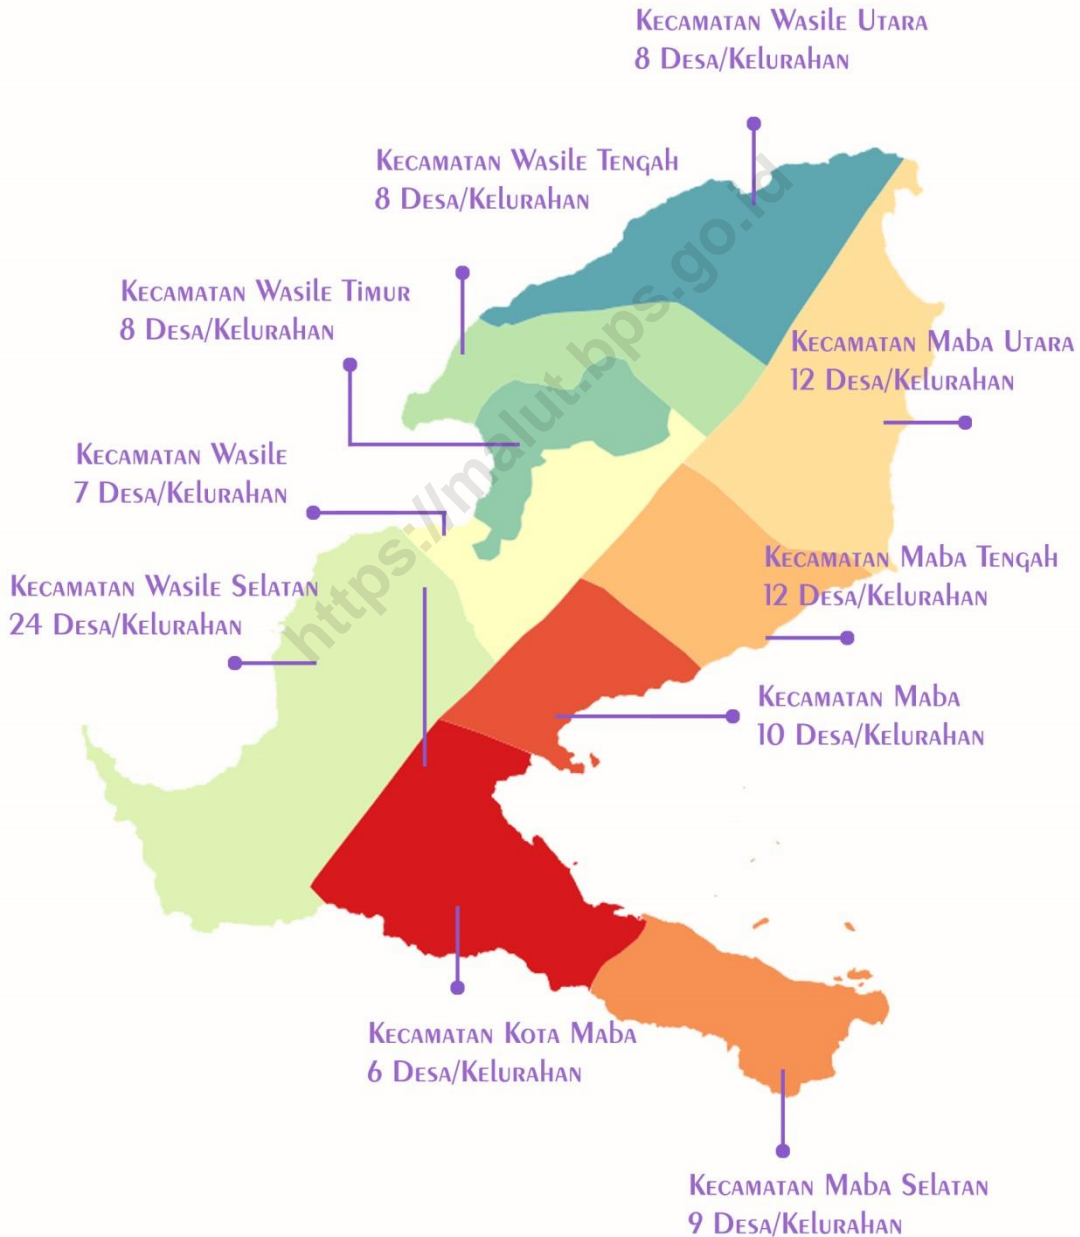 Kecamatan Wasile Utara
8 Desa/Kelurahan
Kecamatan Wasile Tengah
8 Desa/Kelurahan
Kecamatan Wasile Timur
8 Desa/Kelurahan
Kecamatan Maba Utara
12 Desa/Kelurahan
Kecamatan Wasile
7 Desa/Kelurahan
Kecamatan Maba Tengah
12 Desa/Kelurahan
Kecamatan Wasile Selatan
24 Desa/Kelurahan
Kecamatan Maba
10 Desa/Kelurahan
Kecamatan Kota Maba
6 Desa/Kelurahan
Kecamatan Maba Selatan
9 Desa/Kelurahan
https://malut.bps.go.id